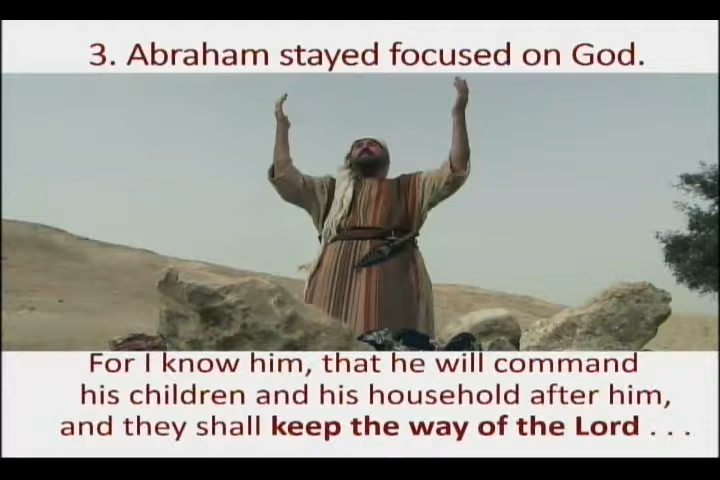 3. Abraham stayed focused on God.
For I know him, that he will command
his children and his household after him,
and they shall keep the way of the Lord . . .